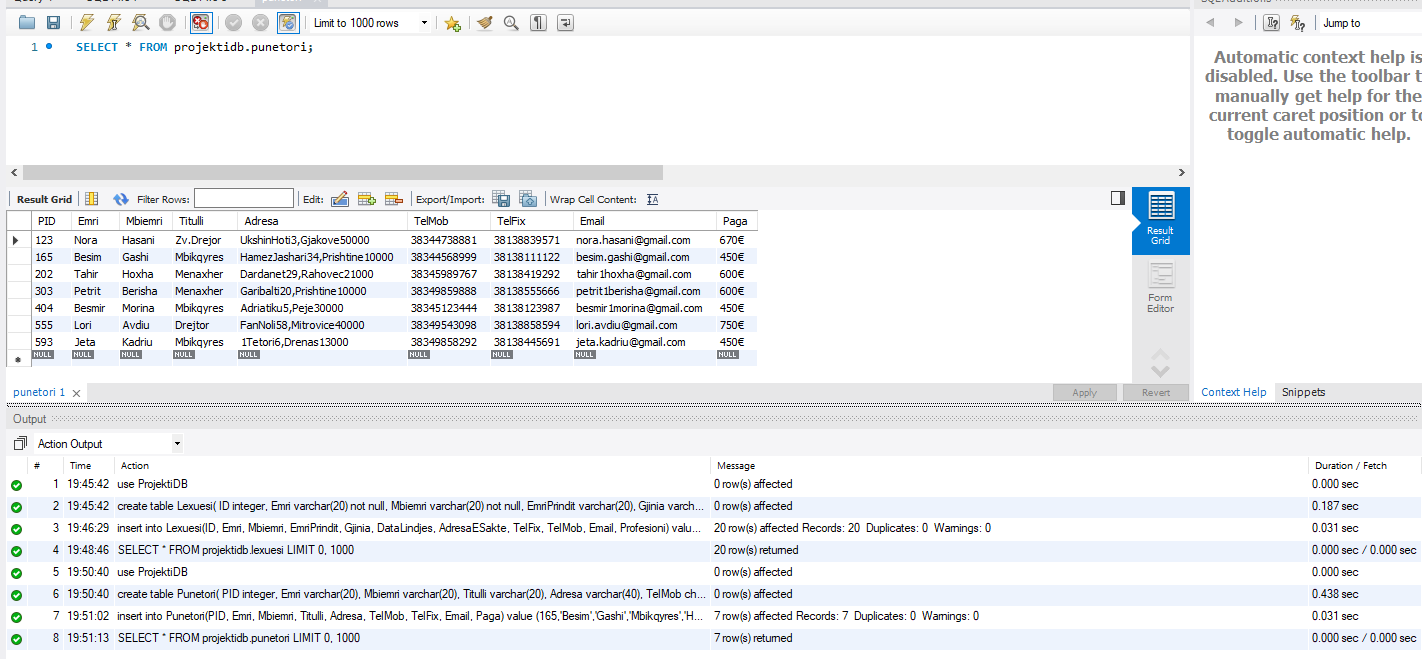 Limit to 1000 rows
Jump to
1 SELECT * FROM projektidb.punetori;
Automatic context help is
disabled. Use the toolbar t
manually get help for the
current caret position or to
toggle automatic help.
Result Grid Filter Rows: Edit: Export/Import: Wrap Cell Content:
PID Emri Mbiemri Titulli Adresa TelMob TelFix Email Paga
123 Nora Hasani Zv.Drejor UkshinHoti3,Gjakove50000 38344738881 38138839571 nora.hasani@gmail.com 670€
165 Besim Gashi Mbikqyres HamezJashari34,Prishtine10000 38344568999 38138111122 besim.gashi@gmail.com 450€
202 Tahir Hoxha Menaxher Dardanet29,Rahovec21000 38345989767 38138419292 tahir1hoxha@gmail.com 600€
303 Petrit Berisha Menaxher Garibalti20,Prishtine10000 38349859888 38138555666 petrit1berisha@gmail.com 600€
404 Besmir Morina Mbikqyres Adriatiku5,Peje30000 38345123444 38138123987 besmir1morina@gmail.com 450€
555 Lori Avdiu Drejtor FanNoli58,Mitrovice40000 38349543098 38138858594 lori.avdiu@gmail.com 750€
593 Jeta Kadriu Mbikqyres 1Tetori6,Drenas13000 38349858292 38138445691 jeta.kadriu@gmail.com 450€
NULL NULL NULL NULL NULL NULL NULL NULL NULL
Result
Grid
Form
Editor
punetori 1
Apply Revert
Context Help Snippets
Output
Action Output
# Time Action Message Duration / Fetch
1 19:45:42 use ProjektiDB 0 row(s) affected 0.000 sec
2 19:45:42 create table Lexuesi( ID integer, Emri varchar(20) not null, Mbiemri varchar(20) not null, EmriPrindit varchar(20), Gjinia varch... 0 row(s) affected 0.187 sec
3 19:46:29 insert into Lexuesi(ID, Emri, Mbiemri, EmriPrindit, Gjinia, DataLindjes, AdresaESakte, TelFix, TelMob, Email, Profesioni) valu... 20 row(s) affected Records: 20 Duplicates: 0 Warnings: 0 0.031 sec
4 19:48:46 SELECT * FROM projektidb.lexuesi LIMIT 0, 1000 20 row(s) returned 0.000 sec / 0.000 sec
5 19:50:40 use ProjektiDB 0 row(s) affected 0.000 sec
6 19:50:40 create table Punetori( PID integer, Emri varchar(20), Mbiemri varchar(20), Titulli varchar(20), Adresa varchar(40), TelMob ch... 0 row(s) affected 0.438 sec
7 19:51:02 insert into Punetori(PID, Emri, Mbiemri, Titulli, Adresa, TelMob, TelFix, Email, Paga) value (165,'Besim','Gashi','Mbikqyres','H... 7 row(s) affected Records: 7 Duplicates: 0 Warnings: 0 0.031 sec
8 19:51:13 SELECT * FROM projektidb.punetori LIMIT 0, 1000 7 row(s) returned 0.000 sec / 0.000 sec